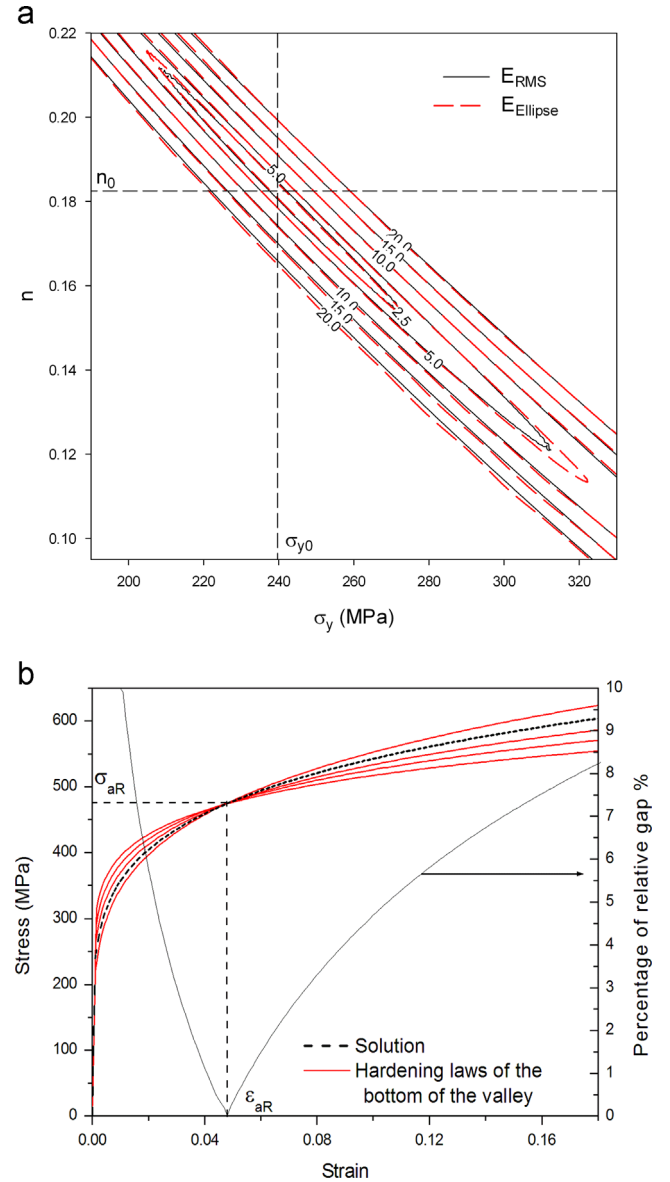 a
0.22
0.20
0.18
0.16
0.14
0.12
0.10
n
n0
E_RMS
E_Ellipse
5.0
20.0
15.0
10.0
10.0
15.0
20.0
2.5
5.0
σy0
200
220
240
260
280
300
320
σy (MPa)
b
600
500
400
300
200
100
0
Stress (MPa)
σaR
10
9
8
7
6
5
4
3
2
1
0
Percentage of relative gap %
Solution
Hardening laws of the
bottom of the valley
εaR
0.00
0.04
0.08
0.12
0.16
Strain